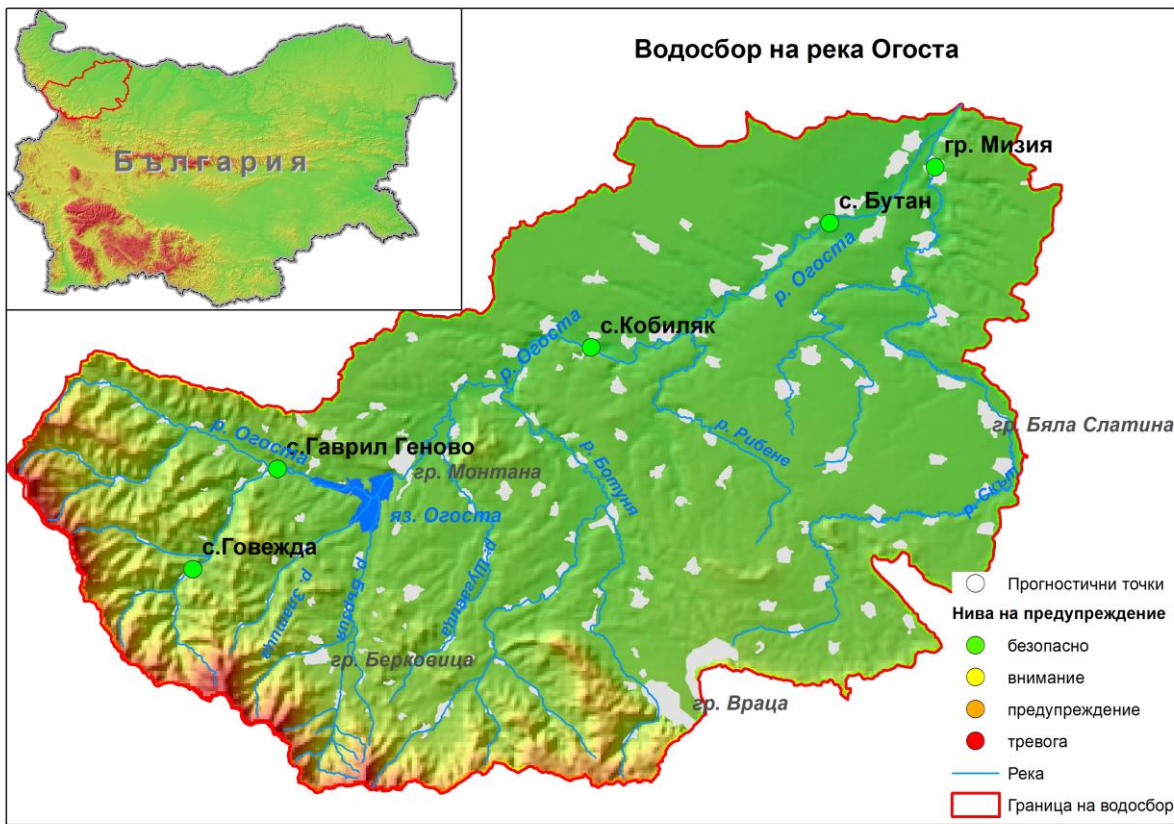 Водосбор на река Огоста
България
гр. Мизия
с. Бутан
р. Огоста
с.Кобиляк
р. Огоста
р. Огоста
с.Гаврил Геново
гр. Монтана
яз. Огоста
р. Ботуня
р. Рибене
гр. Бяла Слатина
р. Скът
с.Говежда
р. Златица
р. Бързия
р. Шугавица
гр. Берковица
гр. Враца
Прогностични точки
Нива на предупреждение
безопасно
внимание
предупреждение
тревога
Река
Граница на водосбор